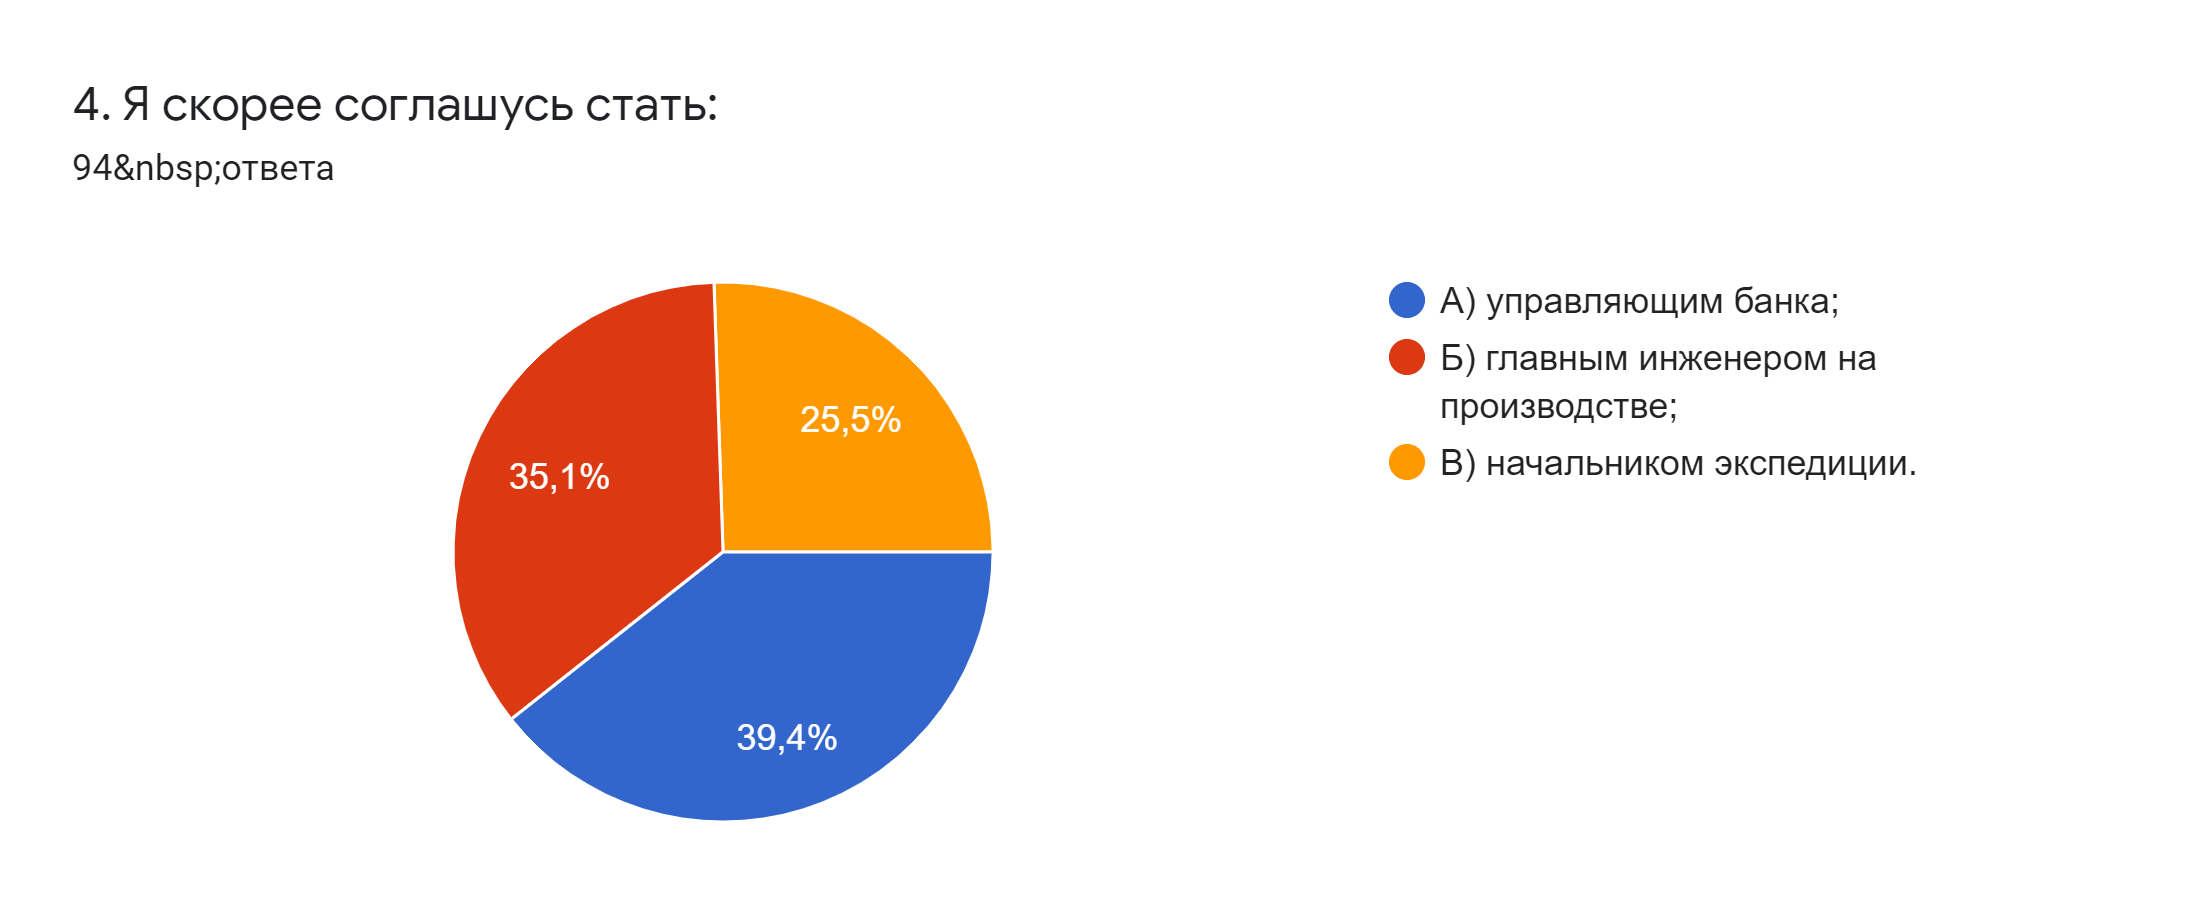 4. Я скорее соглашусь стать:
94&nbsp;ответа
А) управляющим банка;
Б) главным инженером на
производстве;
В) начальником экспедиции.
25,5%
35,1%
39,4%